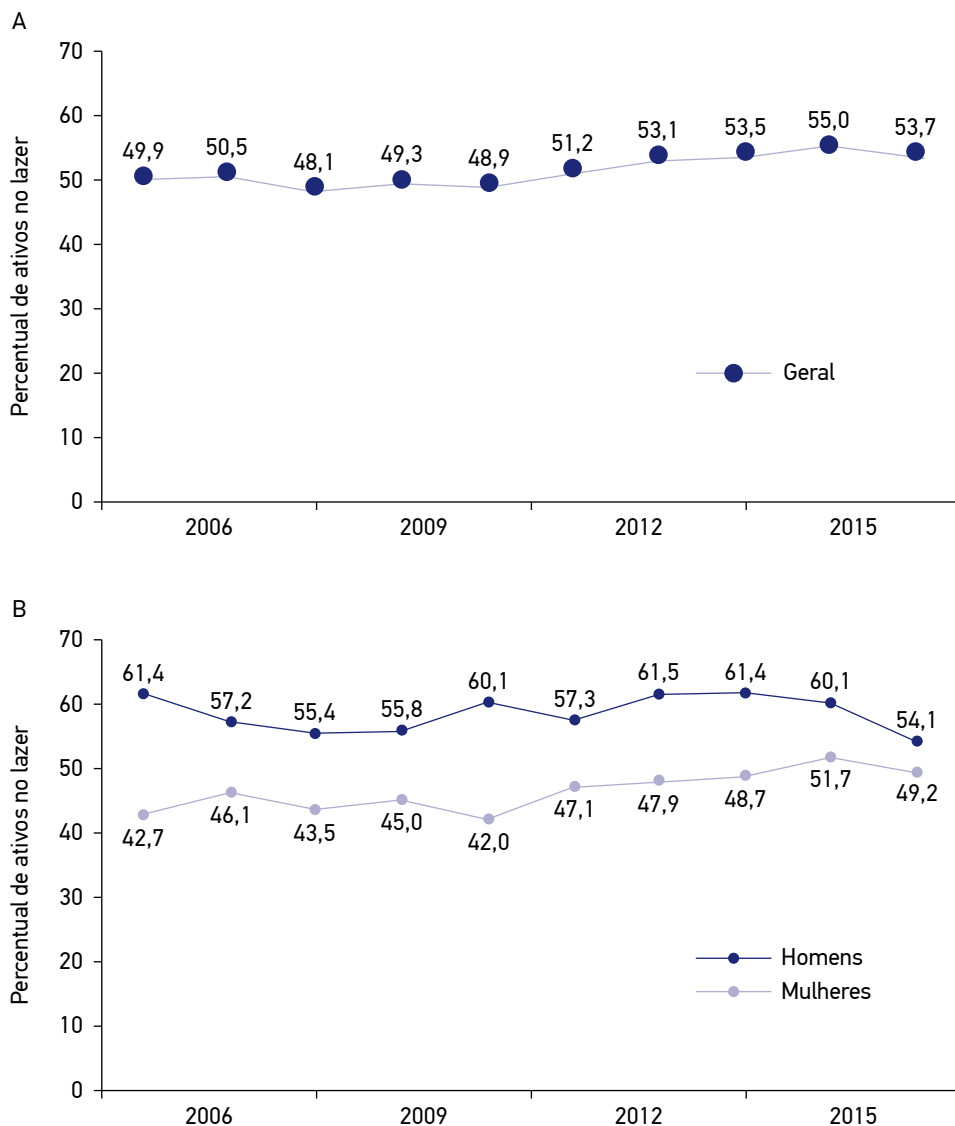 A
Percentual de ativos no lazer
70
60
50
40
30
20
10
0
49,9 50,5 48,1 49,3 48,9 51,2 53,1 53,5 55,0 53,7
Geral
2006 2009 2012 2015
B
Percentual de ativos no lazer
70
60
50
40
30
20
10
0
61,4 57,2 55,4 55,8 60,1 57,3 61,5 61,4 60,1 54,1
42,7 46,1 43,5 45,0 42,0 47,1 47,9 48,7 51,7 49,2
Homens
Mulheres
2006 2009 2012 2015